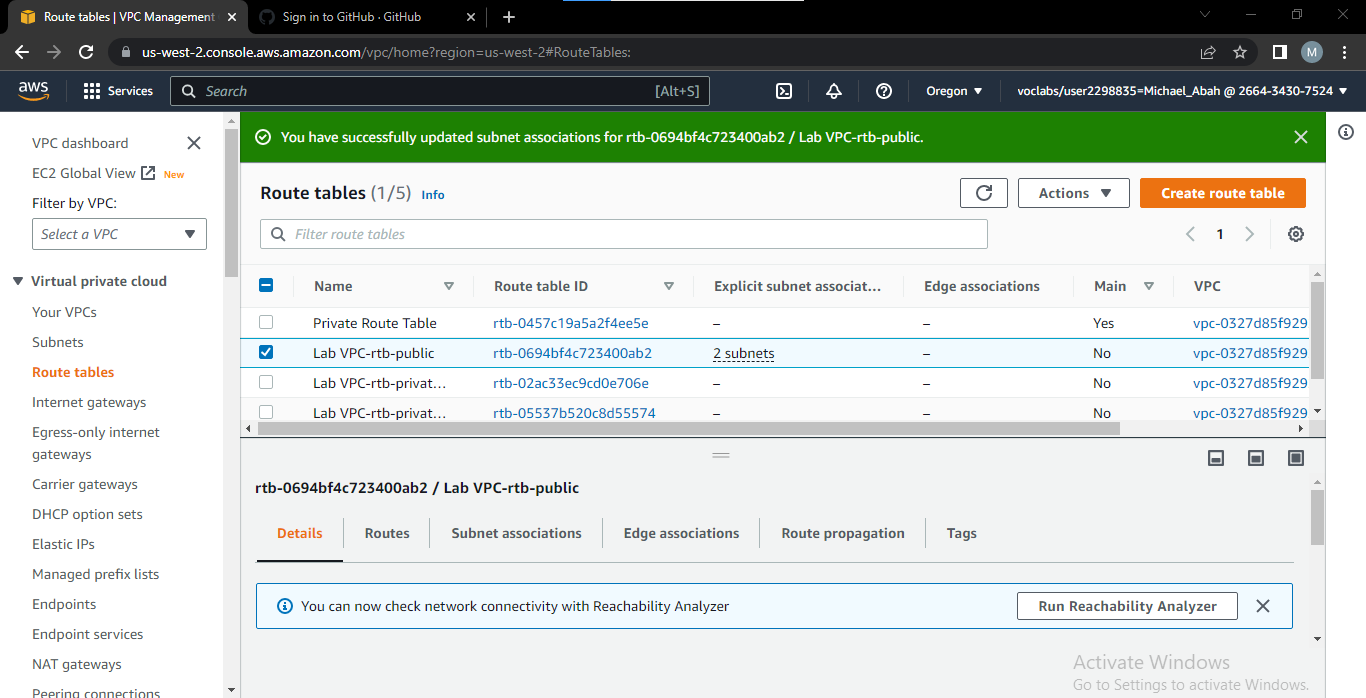 Route tables | VPC Management
Sign in to GitHub · GitHub
us-west-2.console.aws.amazon.com/vpc/home?region=us-west-2#RouteTables:
M
aws
Services
Search
[Alt+S]
Oregon
voclabs/user2298835=Michael_Abah @ 2664-3430-7524
VPC dashboard
EC2 Global View New
Filter by VPC:
Select a VPC
Virtual private cloud
Your VPCs
Subnets
Route tables
Internet gateways
Egress-only internet
gateways
Carrier gateways
DHCP option sets
Elastic IPs
Managed prefix lists
Endpoints
Endpoint services
NAT gateways
Peering connections
You have successfully updated subnet associations for rtb-0694bf4c723400ab2 / Lab VPC-rtb-public.
Route tables (1/5) Info
Actions
Create route table
Filter route tables
1
Name Route table ID Explicit subnet associat... Edge associations Main VPC
Private Route Table rtb-0457c19a5a2f4ee5e – – Yes vpc-0327d85f929
Lab VPC-rtb-public rtb-0694bf4c723400ab2 2 subnets – No vpc-0327d85f929
Lab VPC-rtb-privat... rtb-02ac33ec9cd0e706e – – No vpc-0327d85f929
Lab VPC-rtb-privat... rtb-05537b520c8d55574 – – No vpc-0327d85f929
rtb-0694bf4c723400ab2 / Lab VPC-rtb-public
Details Routes Subnet associations Edge associations Route propagation Tags
You can now check network connectivity with Reachability Analyzer
Run Reachability Analyzer
Activate Windows
Go to Settings to activate Windows.